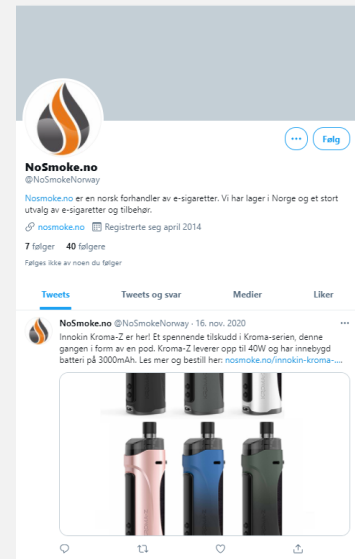 Følg
NoSmoke.no
@NoSmokeNorway
Nosmoke.no er en norsk forhandler av e-sigaretter. Vi har lager i Norge og et stort
utvalg av e-sigaretter og tilbehør.
nosmoke.no Registrerte seg april 2014
7 følger 40 følgere
Følges ikke av noen du følger
Tweets Tweets og svar Medier Liker
NoSmoke.no @NoSmokeNorway · 16. nov. 2020
Innokin Kroma-Z er her! Et spennende tilskudd i Kroma-serien, denne
gangen i form av en pod. Kroma-Z leverer opp til 40W og har innebygd
batteri på 3000mAh. Les mer og bestill her: nosmoke.no/innokin-kroma-....